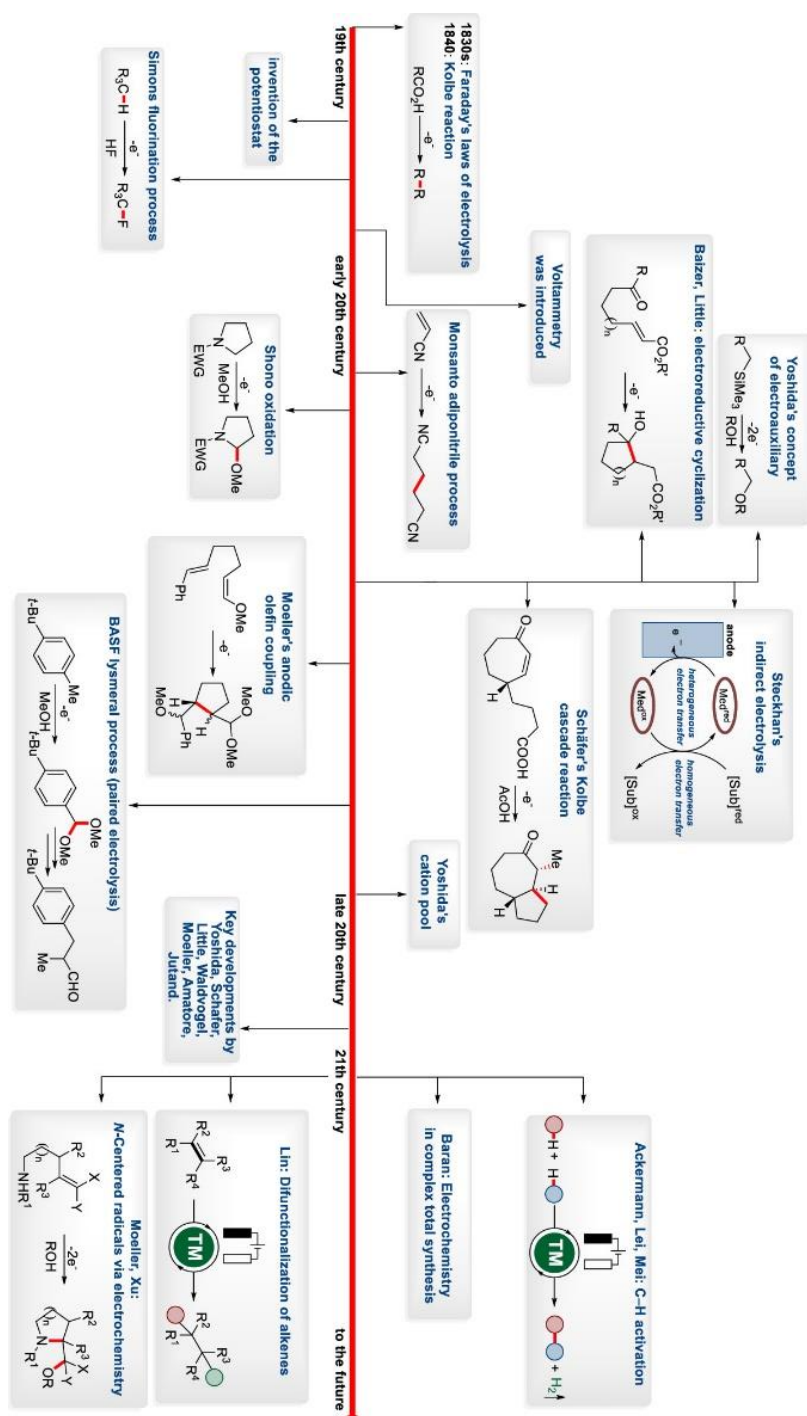 1830s: Faraday's laws of electrolysis
1840: Kolbe reaction
RCO₂H
-e⁻
R R
Voltammetry
was introduced
Yoshida's concept
of electroauxiliary
R SiMe₃
-2e⁻
ROH
R OR
Baizer, Little: electroreductive cyclization
R
O
( )n
CO₂R'
-e⁻
HO
R
( )n
CO₂R'
Monsanto adiponitrile process
CN
-e⁻
NC
CN
Steckhan's
indirect electrolysis
anode
e⁻
heterogeneous
electron transfer
Medʳᵉᵈ
Medᵒˣ
homogeneous
electron transfer
[Sub]ʳᵉᵈ
[Sub]ᵒˣ
Schäfer's Kolbe
cascade reaction
O
H
COOH
-e⁻
AcOH
Me
O
H
H
Yoshida's
cation pool
Ackermann, Lei, Mei: C–H activation
H + H
TM
+ H₂
Baran: Electrochemistry
in complex total synthesis
19th century
early 20th century
late 20th century
21th century
to the future
invention of the
potentiostat
Simons fluorination process
R₃C H
-e⁻
HF
R₃C F
Shono oxidation
N
EWG
-e⁻
MeOH
N
EWG
OMe
Moeller's anodic
olefin coupling
OMe
Ph
-e⁻
MeO
OMe
H
H
MeO
Ph
BASF lysmeral process (paired electrolysis)
Me
t-Bu
-e⁻
MeOH
OMe
OMe
t-Bu
CHO
Me
t-Bu
Key developments by
Yoshida, Schafer,
Little, Waldvogel,
Moeller, Amatore,
Jutand.
Lin: Difunctionalization of alkenes
R²
R³
R¹
R⁴
TM
R²
R³
R¹
R⁴
Moeller, Xu:
N-Centered radicals via electrochemistry
R²
X
Y
R³
( )n
NHR¹
-2e⁻
ROH
R²
R³
X
Y
( )n
N
R¹
OR